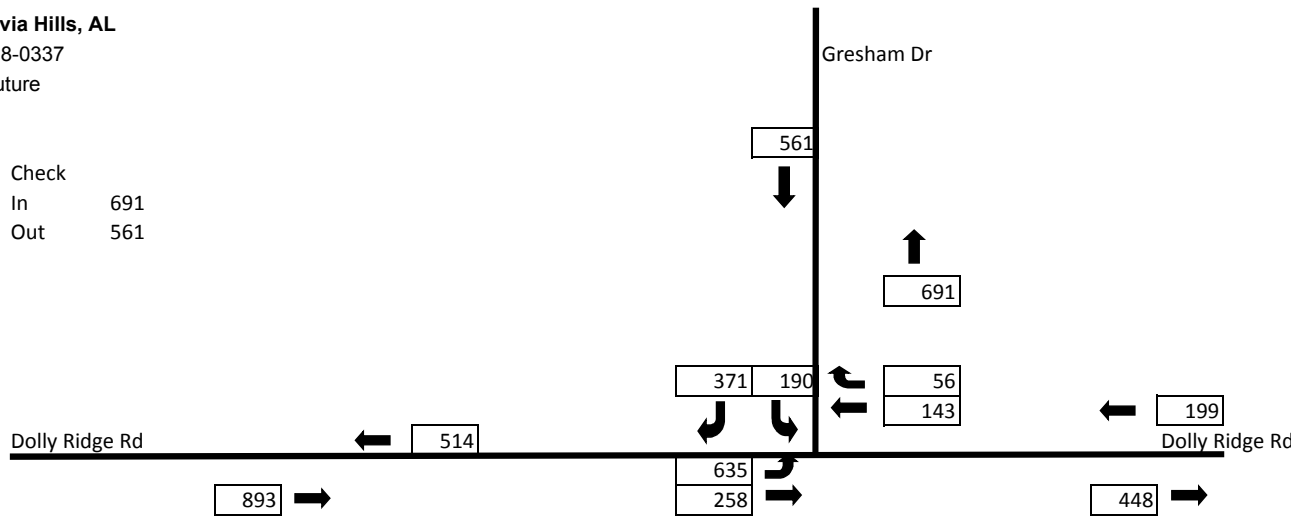 via Hills, AL
8-0337
uture
Gresham Dr
561
Check
In 691
Out 561
691
371 190 56
143 199
Dolly Ridge Rd 514 Dolly Ridge Rd
635
893 258 448